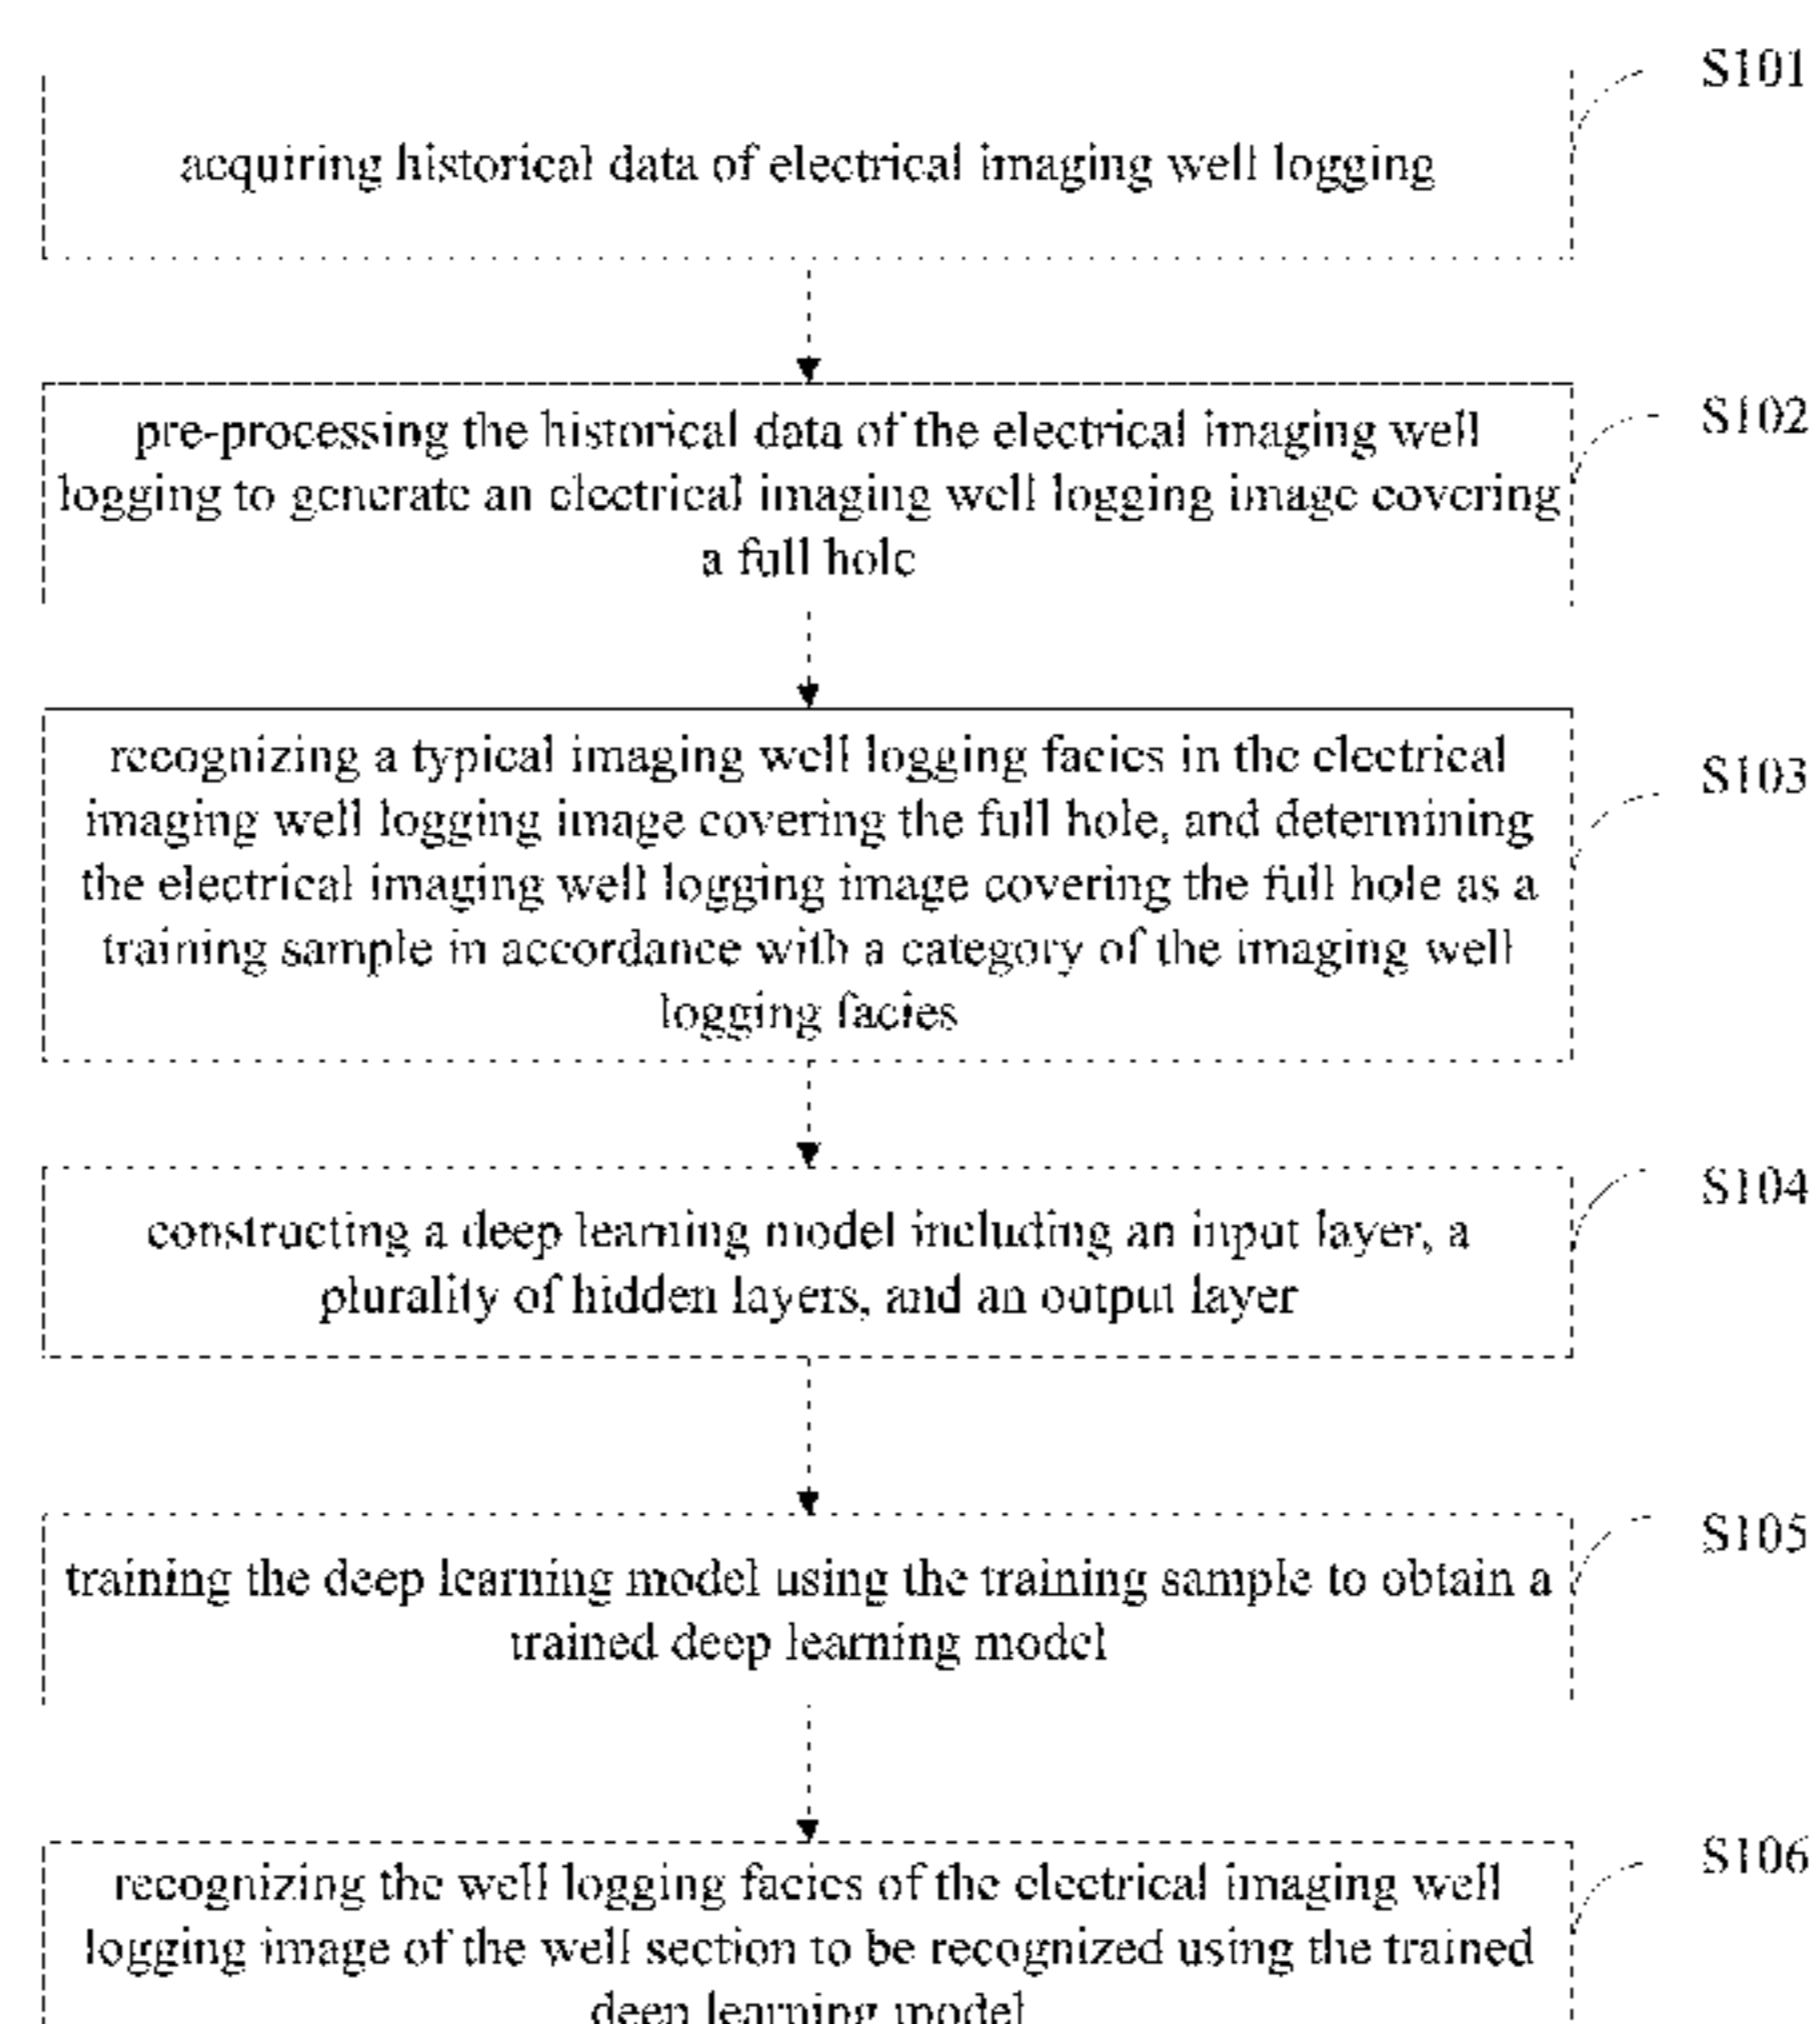 S101
acquiring historical data of electrical imaging well logging
S102
pre-processing the historical data of the electrical imaging well
logging to generate an electrical imaging well logging image covering
a full hole
S103
recognizing a typical imaging well logging facies in the electrical
imaging well logging image covering the full hole, and determining
the electrical imaging well logging image covering the full hole as a
training sample in accordance with a category of the imaging well
logging facies
S104
constructing a deep learning model including an input layer, a
plurality of hidden layers, and an output layer
S105
training the deep learning model using the training sample to obtain a
trained deep learning model
S106
recognizing the well logging facies of the electrical imaging well
logging image of the well section to be recognized using the trained
deep learning model